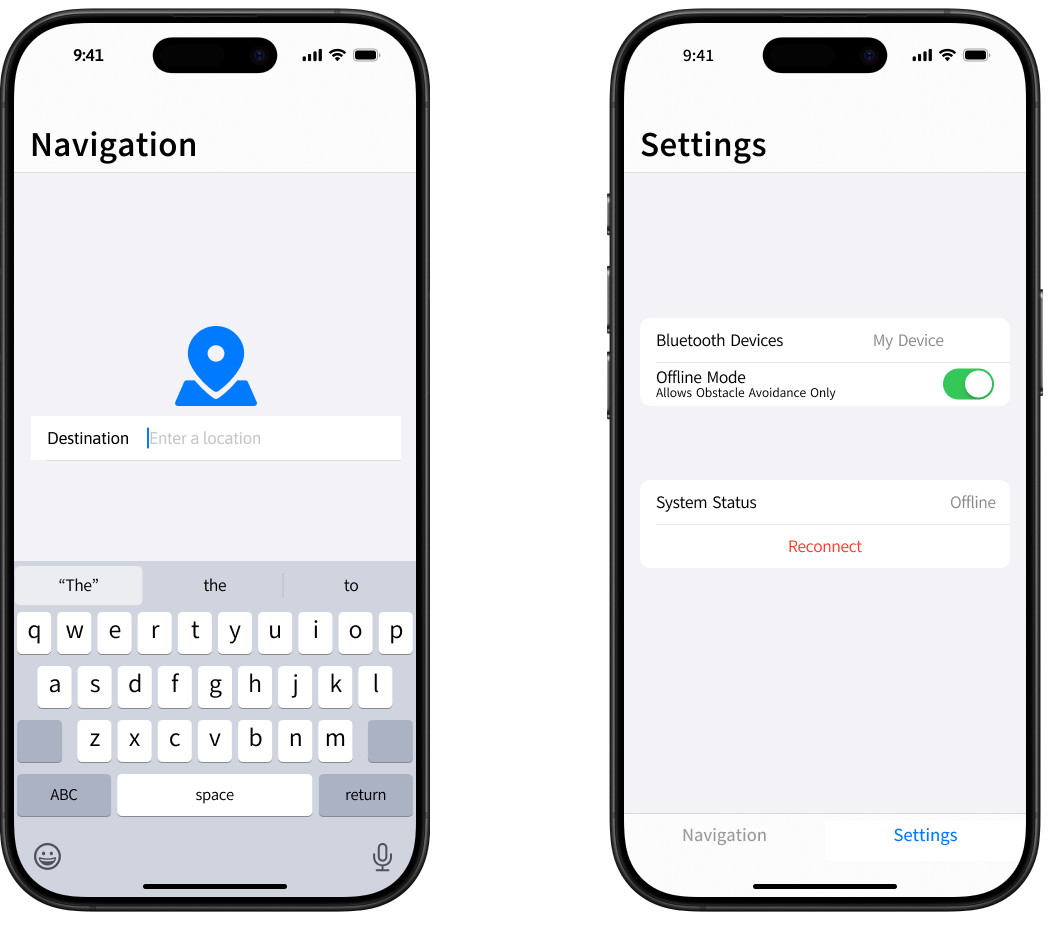 9:41
Navigation
Destination Enter a location
“The” the to
q w e r t y u i o p
a s d f g h j k l
z x c v b n m
ABC space return
9:41
Settings
Bluetooth Devices My Device
Offline Mode
Allows Obstacle Avoidance Only
System Status Offline
Reconnect
Navigation Settings